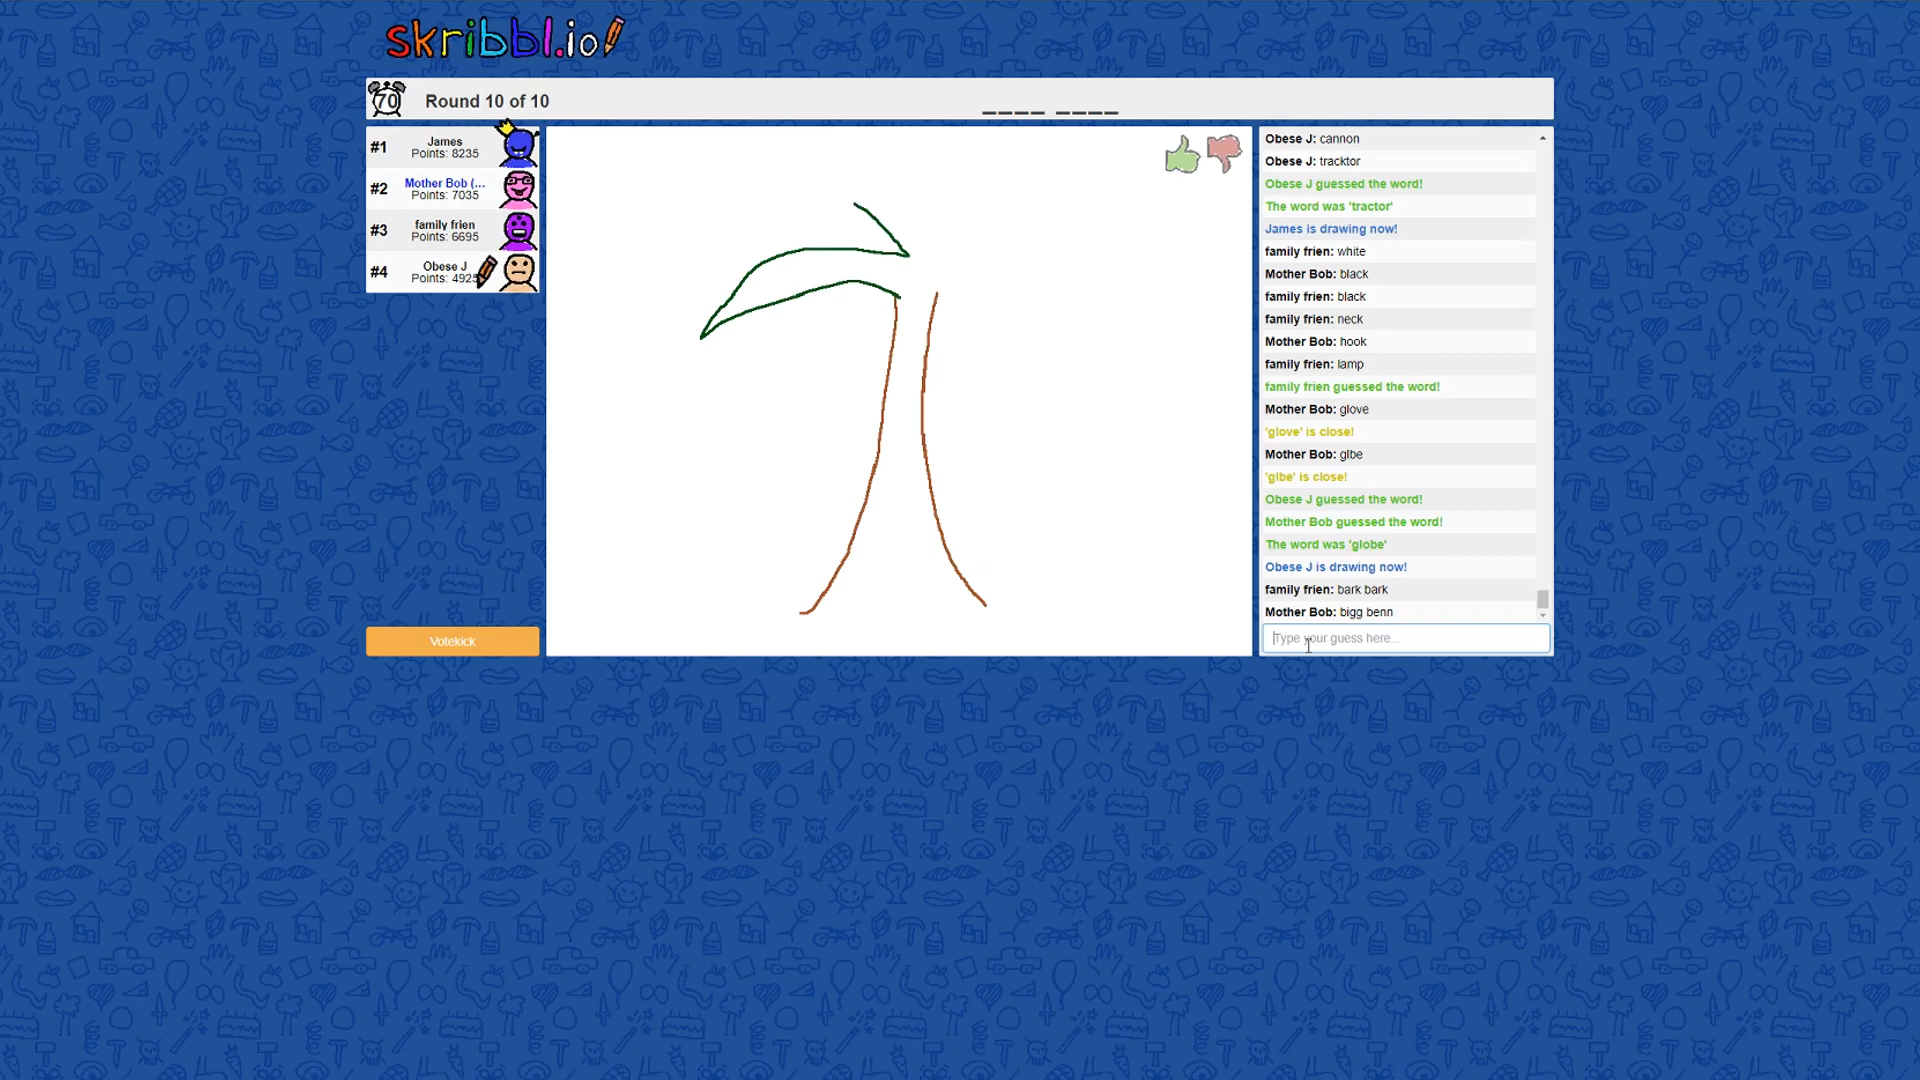 skribbl.io
70
Round 10 of 10
____ ____
#1
James
Points: 8235
#2
Mother Bob (...
Points: 7035
#3
family frien
Points: 6695
#4
Obese J
Points: 4925
Votekick
Obese J: cannon
Obese J: tracktor
Obese J guessed the word!
The word was 'tractor'
James is drawing now!
family frien: white
Mother Bob: black
family frien: black
family frien: neck
Mother Bob: hook
family frien: lamp
family frien guessed the word!
Mother Bob: glove
'glove' is close!
Mother Bob: glbe
'glbe' is close!
Obese J guessed the word!
Mother Bob guessed the word!
The word was 'globe'
Obese J is drawing now!
family frien: bark bark
Mother Bob: bigg benn
Type your guess here...